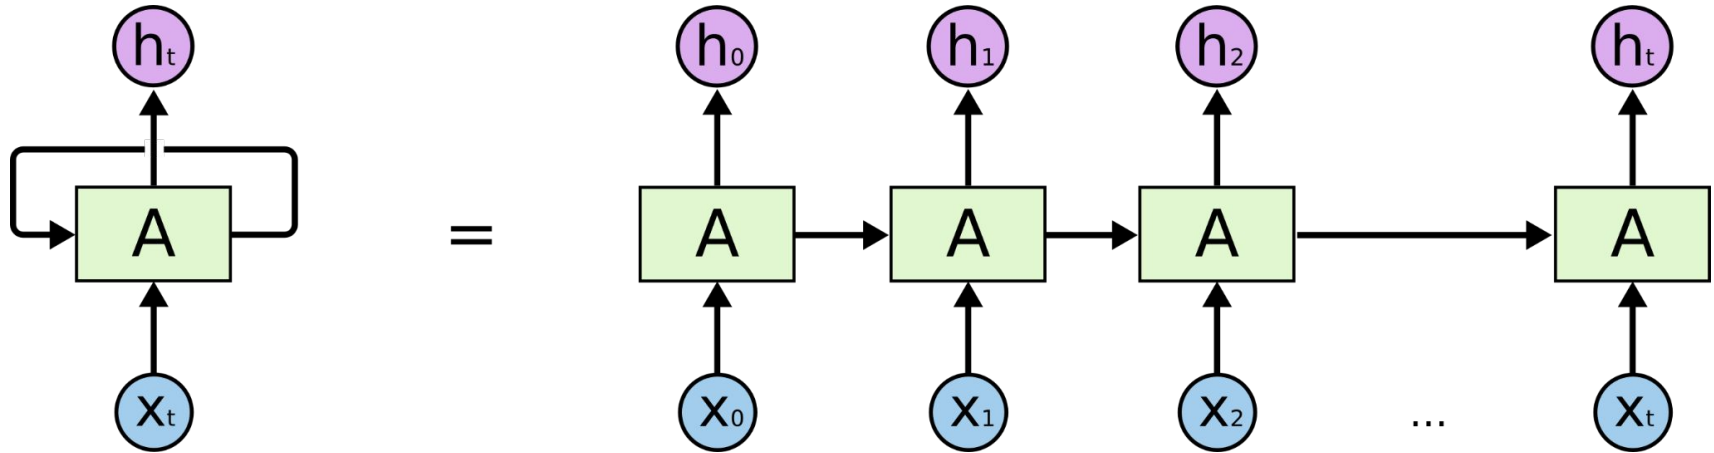 ht h0 h1 h2 ht
A = A A A A
xt x0 x1 x2 ... xt